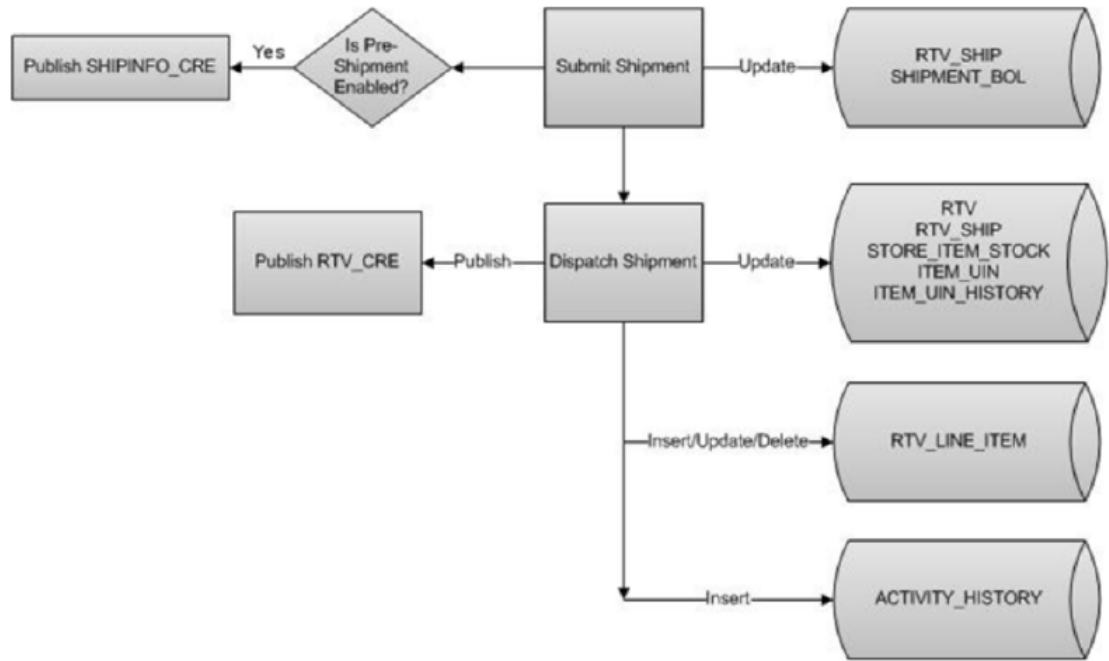 Publish SHIPINFO_CRE
Yes
Is Pre-
Shipment
Enabled?
Submit Shipment
Update
RTV_SHIP
SHIPMENT_BOL
Publish RTV_CRE
Publish
Dispatch Shipment
Update
RTV
RTV_SHIP
STORE_ITEM_STOCK
ITEM_UIN
ITEM_UIN_HISTORY
Insert/Update/Delete
RTV_LINE_ITEM
Insert
ACTIVITY_HISTORY